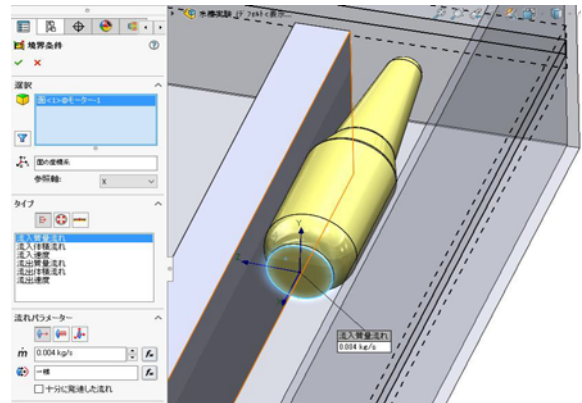 境界条件
選択
面<1>@モーター-1
面の座標系
参照軸:
X
タイプ
流入質量流れ
流入体積流れ
流入速度
流出質量流れ
流出体積流れ
流出速度
流れパラメーター
ṁ
0.004 kg/s
一様
十分に発達した流れ
Y
Z
流入質量流れ
0.004 kg/s